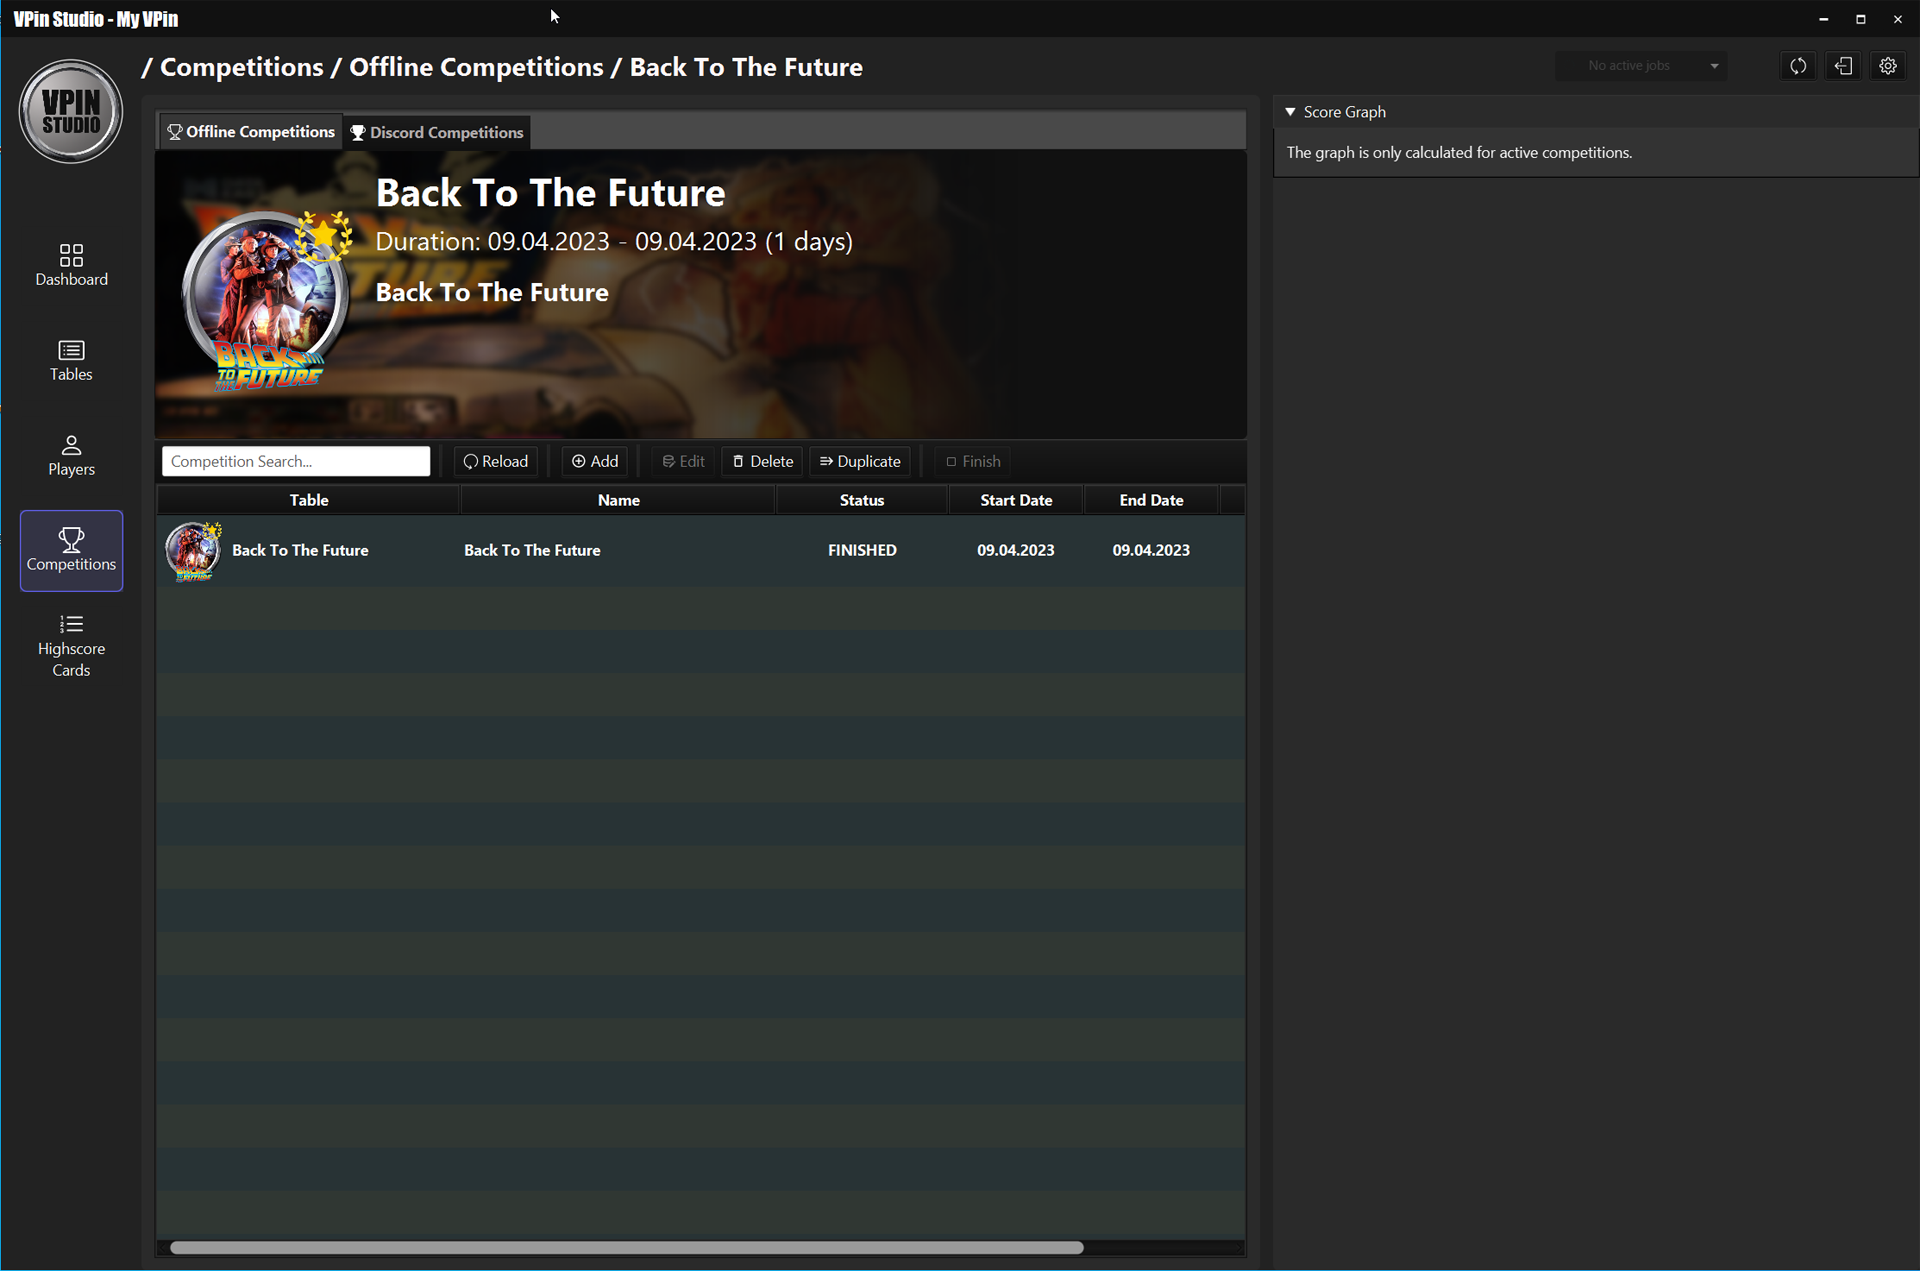 VPin Studio - My VPin
VPIN
STUDIO
/ Competitions / Offline Competitions / Back To The Future
No active jobs
Offline Competitions
Discord Competitions
Score Graph
The graph is only calculated for active competitions.
Back To The Future
Duration: 09.04.2023 - 09.04.2023 (1 days)
Back To The Future
BACK
TO THE FUTURE
Dashboard
Tables
Players
Competitions
Highscore
Cards
Competition Search...
Reload
Add
Edit
Delete
Duplicate
Finish
Table Name Status Start Date End Date
Back To The Future Back To The Future FINISHED 09.04.2023 09.04.2023